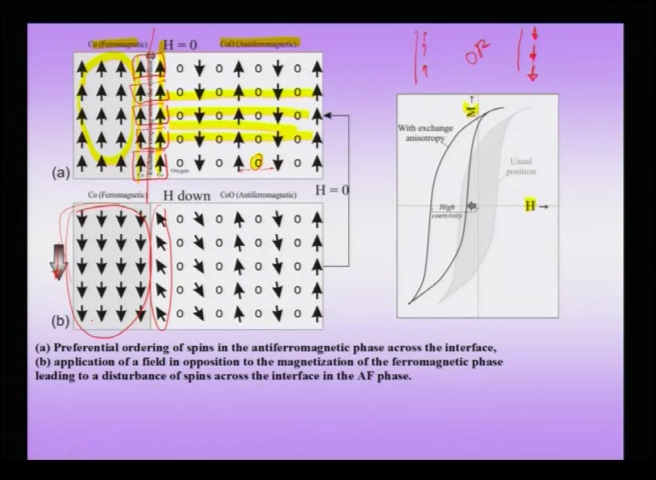 Co (Ferromagnetic) H = 0 CoO (Antiferromagnetic)
OR
M →
With exchange
anisotropy
Usual
position
High
coercivity
H →
Oxygen
(a)
Co (Ferromagnetic) H down CoO (Antiferromagnetic)
H = 0
(b)
(a) Preferential ordering of spins in the antiferromagnetic phase across the interface,
(b) application of a field in opposition to the magnetization of the ferromagnetic phase
leading to a disturbance of spins across the interface in the AF phase.